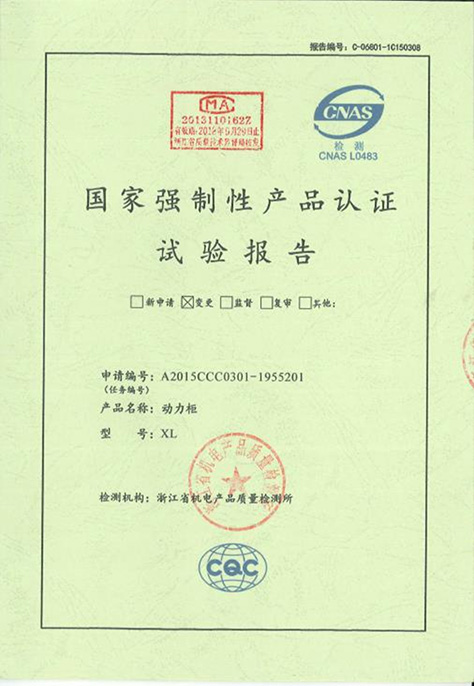 报告编号：C-06801-1C150308
MA
2013110162Z
CNAS
检 测
CNAS L0483
国家强制性产品认证
试验报告
新申请 变更 监督 复审 其他：
申请编号：A2015CCC0301-1955201
（任务编号）
产品名称：动力柜
型 号：XL
检测机构：浙江省机电产品质量检测所
CQC